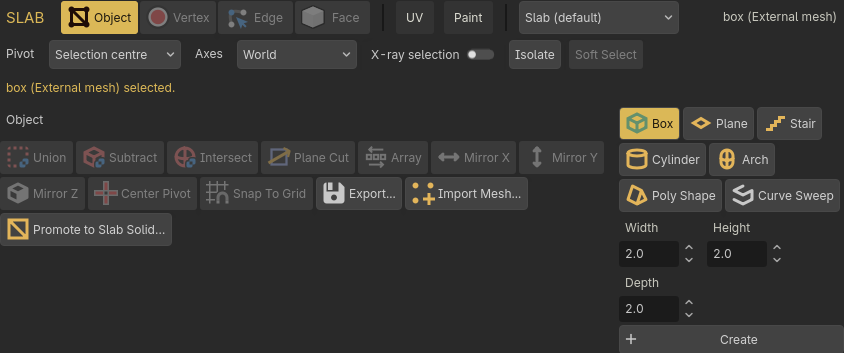 SLAB Object Vertex Edge Face UV Paint Slab (default) box (External mesh)
Pivot Selection centre Axes World X-ray selection Isolate Soft Select
box (External mesh) selected.
Object
Box Plane Stair
Union Subtract Intersect Plane Cut Array Mirror X Mirror Y
Cylinder Arch
Mirror Z Center Pivot Snap To Grid Export... Import Mesh...
Poly Shape Curve Sweep
Promote to Slab Solid...
Width Height
2.0 2.0
Depth
2.0
+ Create